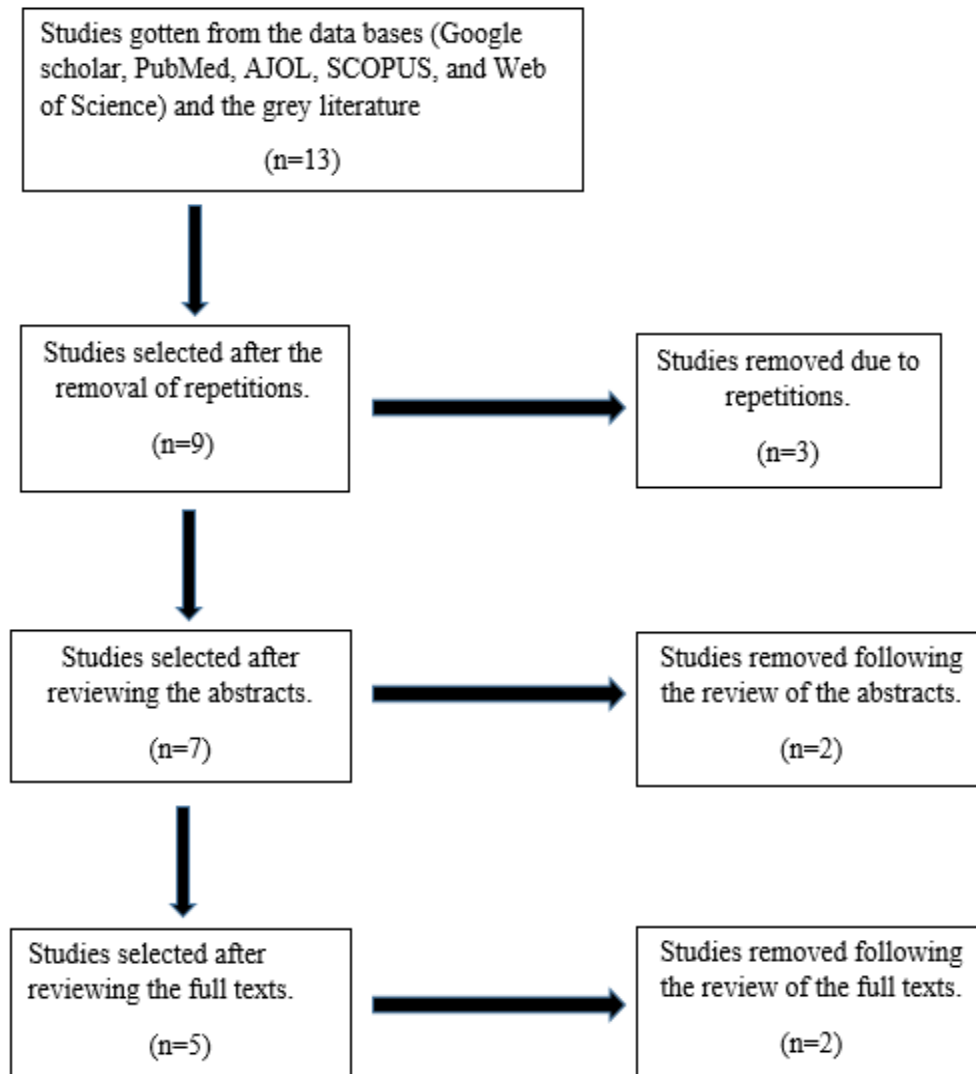 Studies gotten from the data bases (Google
scholar, PubMed, AJOL, SCOPUS, and Web
of Science) and the grey literature
(n=13)
Studies selected after the
removal of repetitions.
(n=9)
Studies removed due to
repetitions.
(n=3)
Studies selected after
reviewing the abstracts.
(n=7)
Studies removed following
the review of the abstracts.
(n=2)
Studies selected after
reviewing the full texts.
(n=5)
Studies removed following
the review of the full texts.
(n=2)